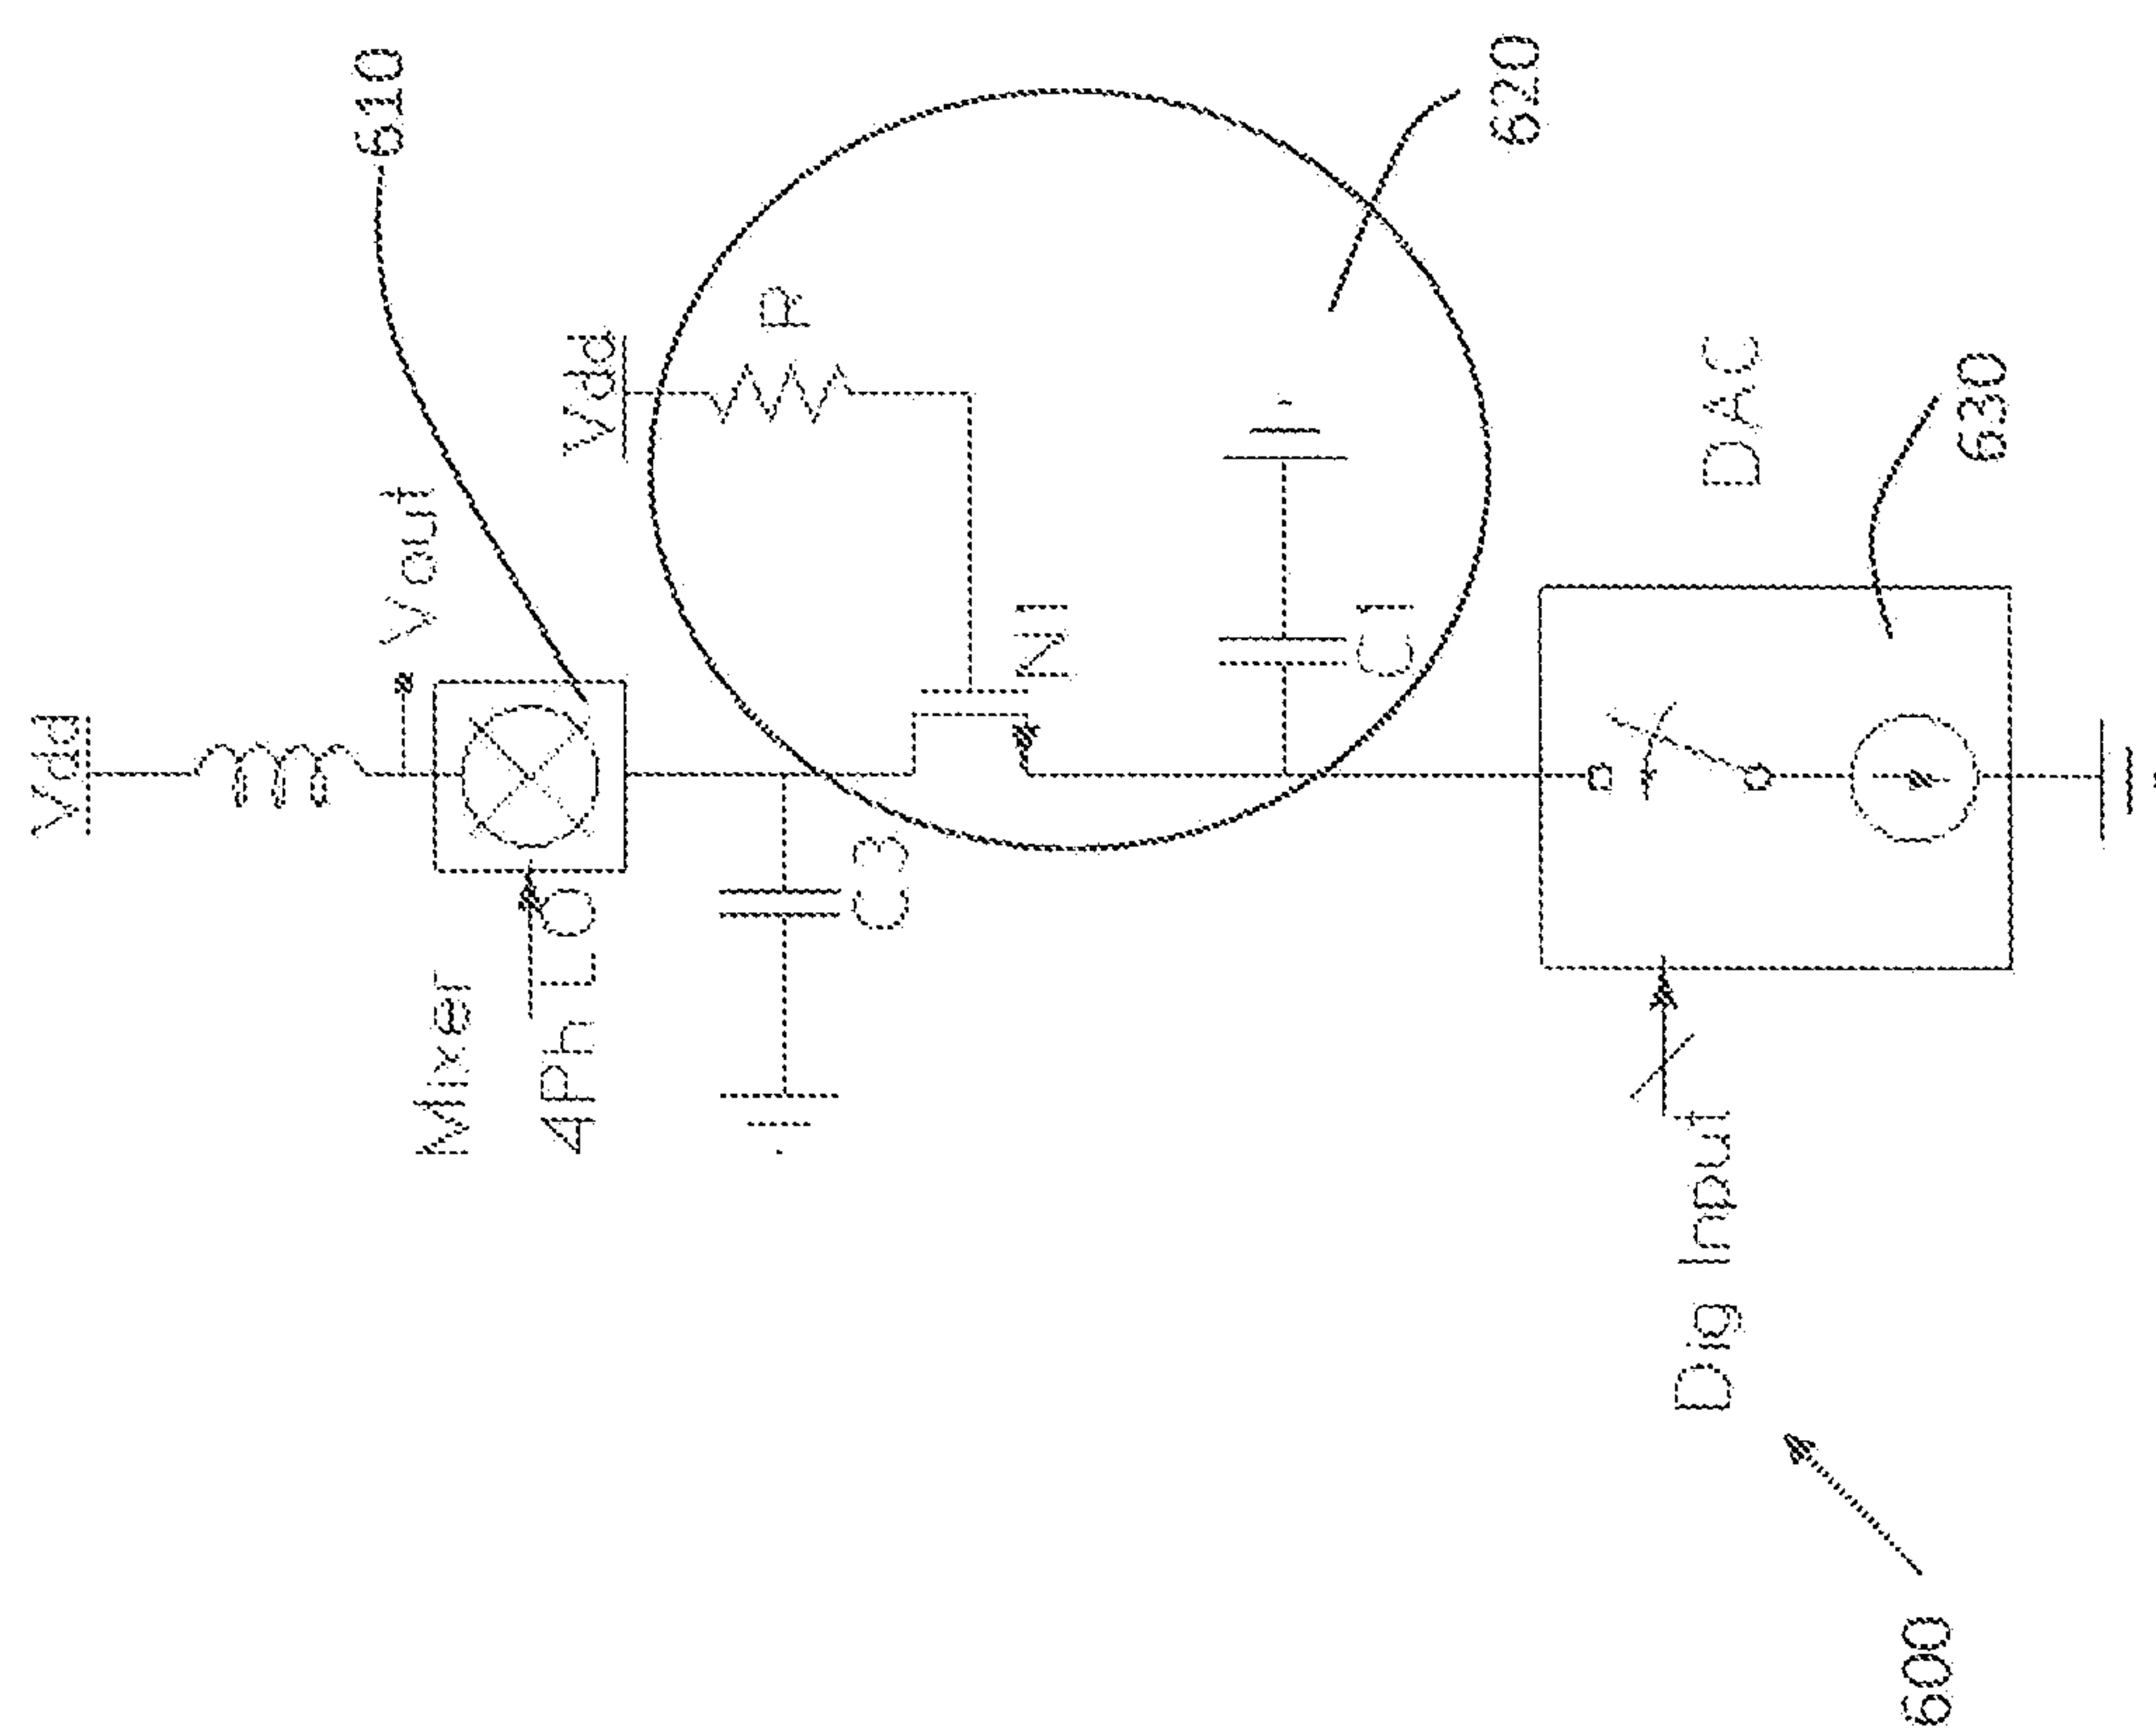 Vdd
610
Vout
Mixer
4Ph LO
Vdd
R
C3
N1
C1
620
DAC
Dig Input
630
600